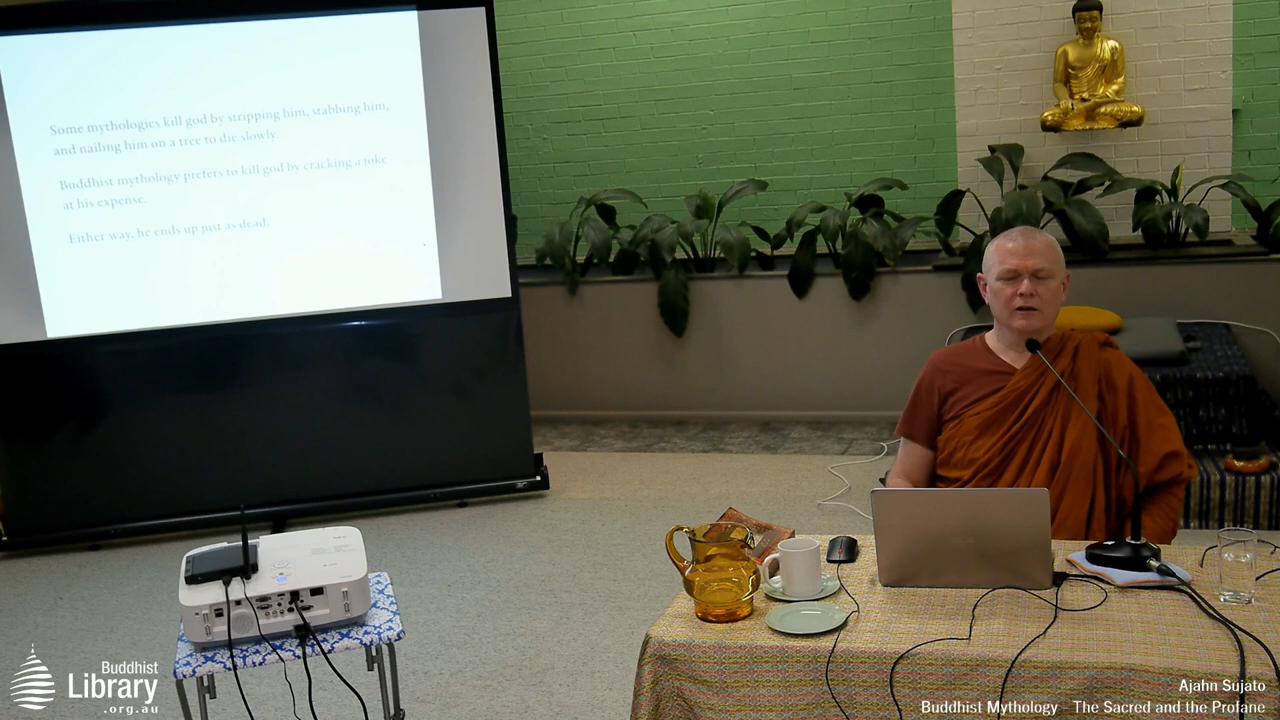 Some mythologies kill god by stripping him, stabbing him,
and nailing him on a tree to die slowly.
Buddhist mythology prefers to kill god by cracking a joke
at his expense.
Either way, he ends up just as dead.
Buddhist
Library
.org.au
Ajahn Sujato
Buddhist Mythology The Sacred and the Profane